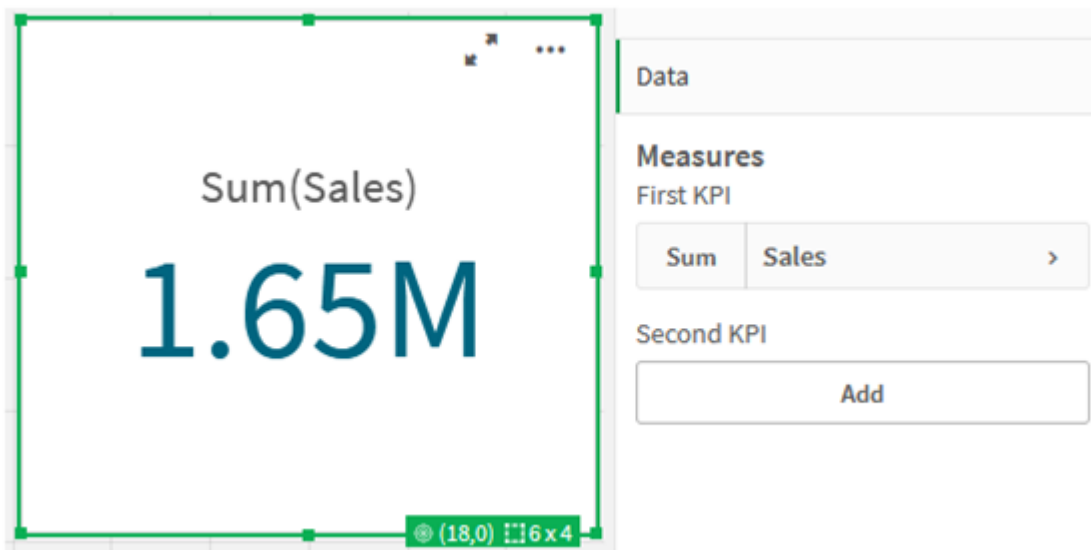 Sum(Sales)
1.65M
(18,0) 6 x 4
Data
Measures
First KPI
Sum Sales
Second KPI
Add